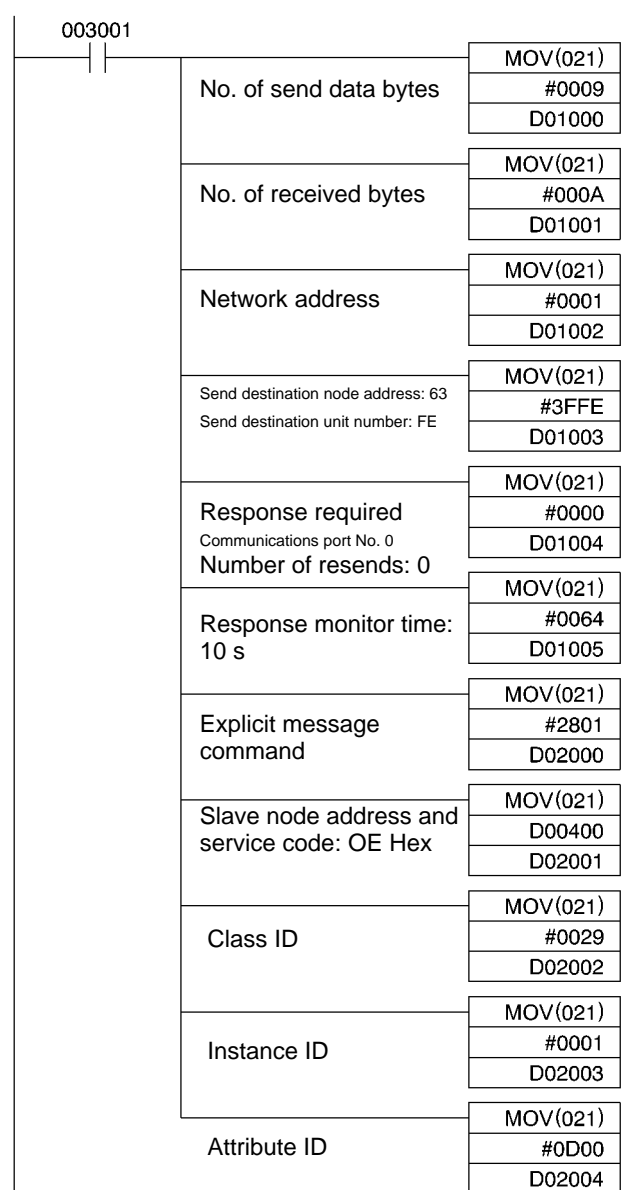 003001
MOV(021)
No. of send data bytes
#0009
D01000
MOV(021)
No. of received bytes
#000A
D01001
MOV(021)
Network address
#0001
D01002
MOV(021)
Send destination node address: 63
Send destination unit number: FE
#3FFE
D01003
MOV(021)
Response required
Communications port No. 0
Number of resends: 0
#0000
D01004
MOV(021)
Response monitor time:
10 s
#0064
D01005
MOV(021)
Explicit message
command
#2801
D02000
MOV(021)
Slave node address and
service code: OE Hex
D00400
D02001
MOV(021)
Class ID
#0029
D02002
MOV(021)
Instance ID
#0001
D02003
MOV(021)
Attribute ID
#0D00
D02004